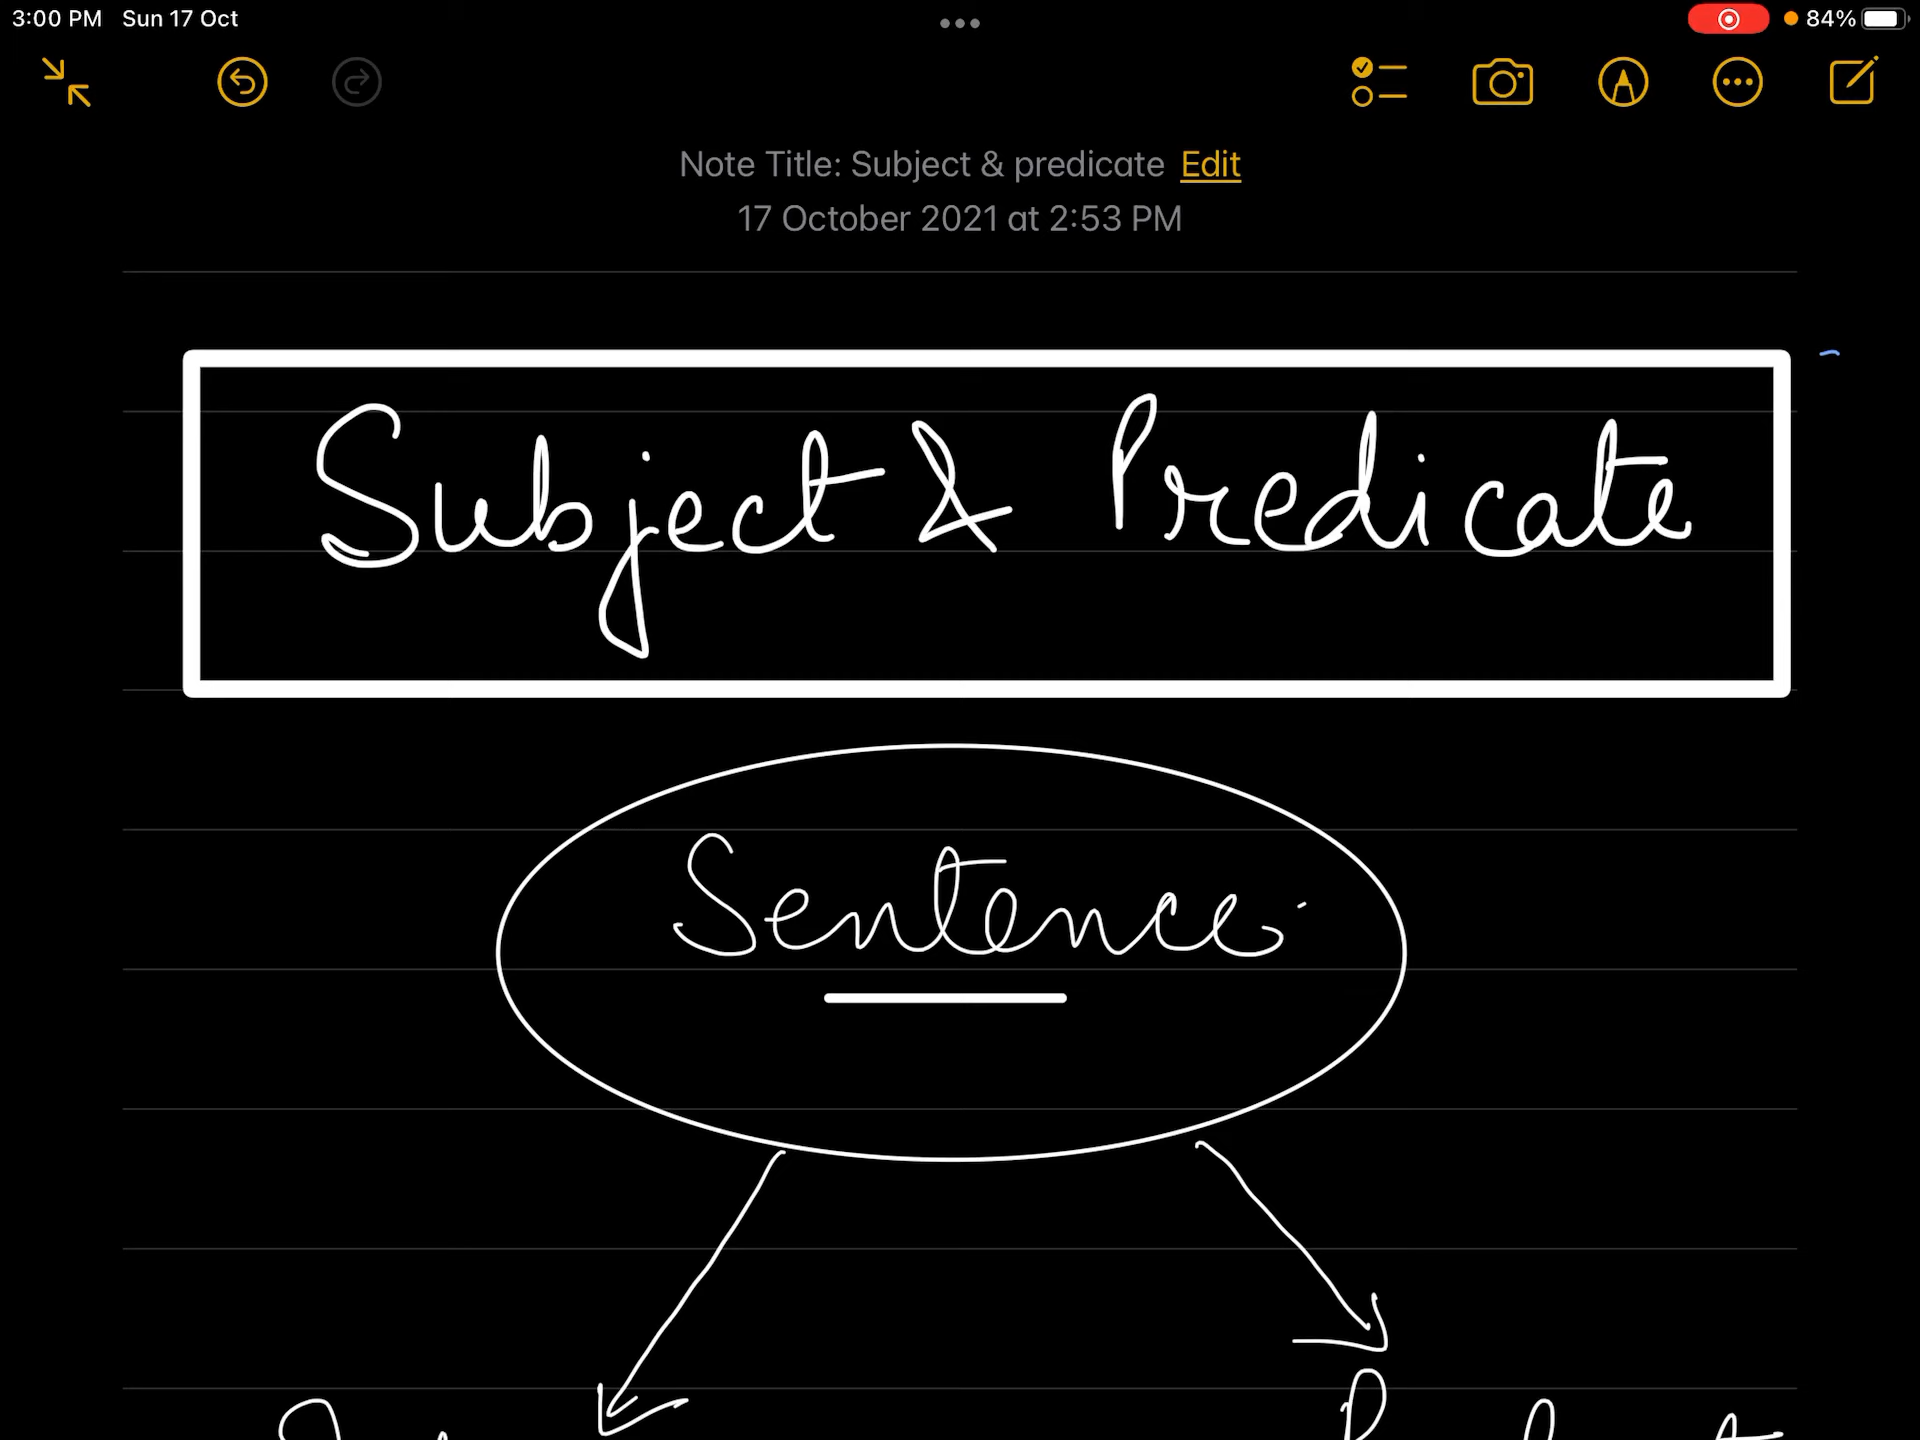 3:00 PM Sun 17 Oct
84%
Note Title: Subject & predicate Edit
17 October 2021 at 2:53 PM
Subject & Predicate
Sentence